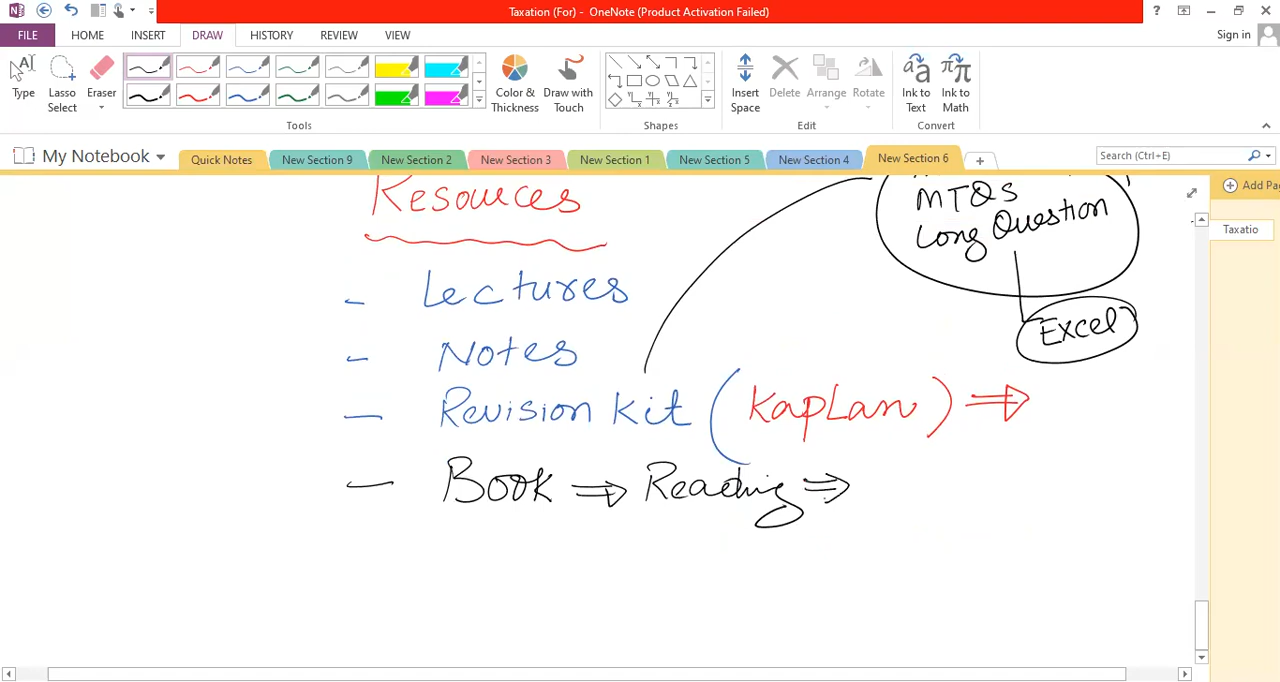 Taxation (For) - OneNote (Product Activation Failed)
FILE HOME INSERT DRAW HISTORY REVIEW VIEW
Sign in
Type
Lasso Select
Eraser
Color & Thickness
Draw with Touch
Insert Space
Delete
Arrange
Rotate
Ink to Text
Ink to Math
Tools
Shapes
Edit
Convert
My Notebook
Quick Notes
New Section 9
New Section 2
New Section 3
New Section 1
New Section 5
New Section 4
New Section 6
Search (Ctrl+E)
Add Pa
Taxatio
Resources
MTQS
Long Question
Excel
- Lectures
- Notes
- Revision Kit (Kaplan) ⇒
- Book ⇒ Reading ⇒